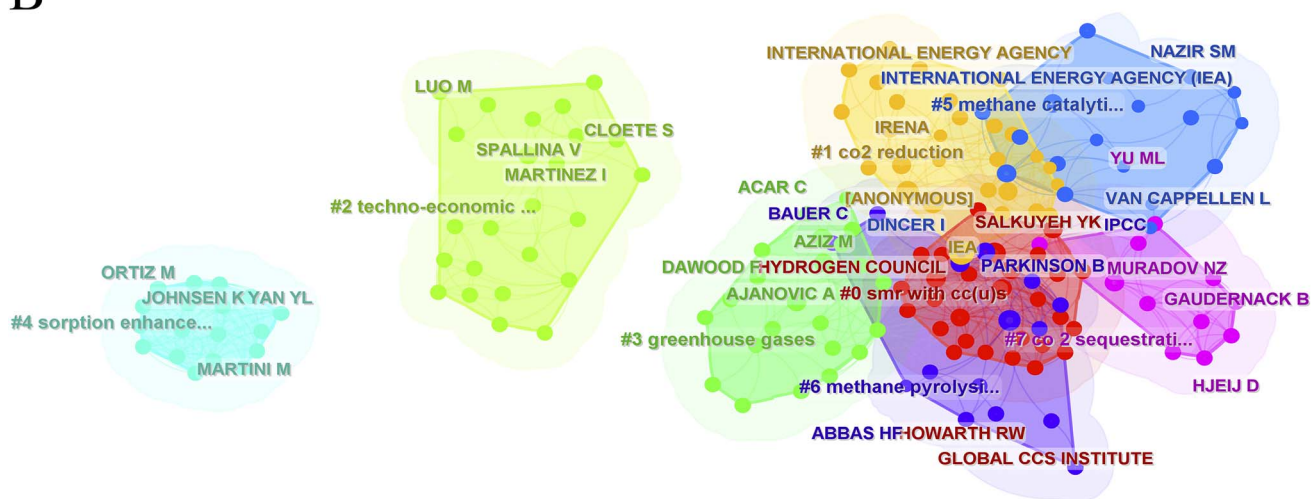 B
INTERNATIONAL ENERGY AGENCY
NAZIR SM
INTERNATIONAL ENERGY AGENCY (IEA)
LUO M
#5 methane catalyti...
CLOETE S
IRENA
SPALLINA V
#1 co2 reduction
YU ML
MARTINEZ I
ACAR C
[ANONYMOUS]
VAN CAPPELLEN L
#2 techno-economic ...
BAUER C
DINCER I
SALKUYEH YK
IPCC
AZIZ M
IEA
DAWOOD F
HYDROGEN COUNCIL
PARKINSON B
MURADOV NZ
ORTIZ M
JOHNSEN K
YAN YL
AJANOVIC A
#0 smr with cc(u)s
GAUDERNACK B
#4 sorption enhance...
#3 greenhouse gases
#7 co 2 sequestrati...
MARTINI M
#6 methane pyrolysi...
HJEIJ D
ABBAS HF
HOWARTH RW
GLOBAL CCS INSTITUTE